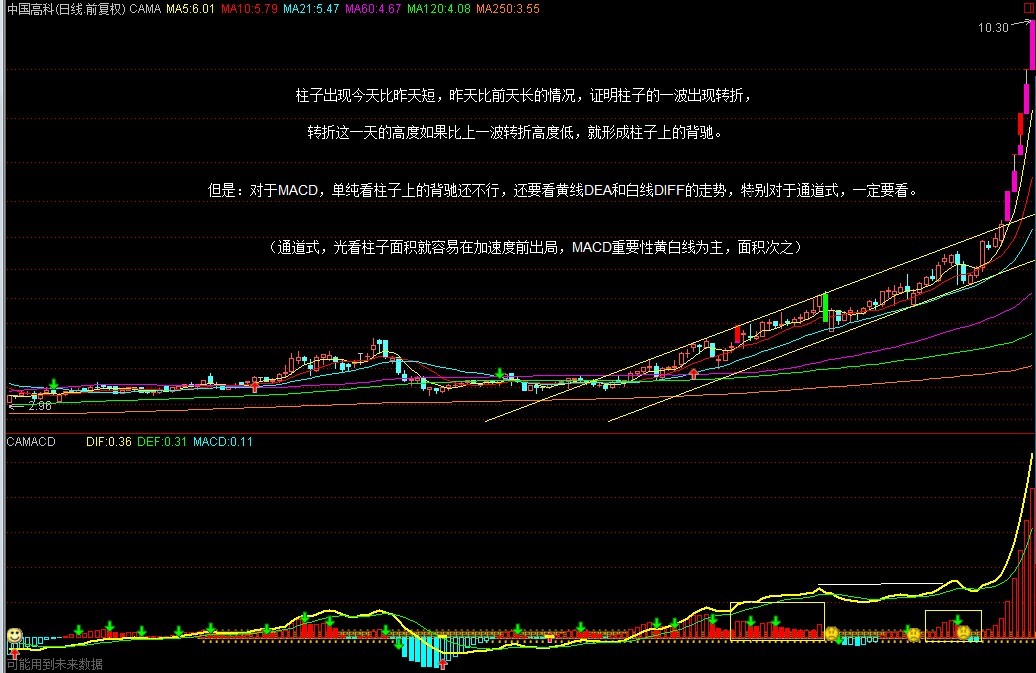 中国高科(日线.前复权) CAMA MA5:6.01 MA10:5.79 MA21:5.47 MA60:4.67 MA120:4.08 MA250:3.55
10.30
柱子出现今天比昨天短，昨天比前天长的情况，证明柱子的一波出现转折，
转折这一天的高度如果比上一波转折高度低，就形成柱子上的背驰。
但是：对于MACD，单纯看柱子上的背驰还不行，还要看黄线DEA和白线DIFF的走势，特别对于通道式，一定要看。
（通道式，光看柱子面积就容易在加速度前出局，MACD重要性黄白线为主，面积次之）
2.96
CAMACD DIF:0.36 DEF:0.31 MACD:0.11
可能用到未来数据